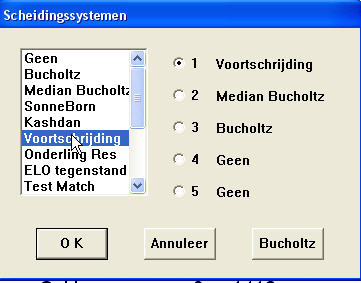 Scheidingssystemen
Geen
Bucholtz
Median Bucholtz
SonneBorn
Kashdan
Voortschrijding
Onderling Res
ELO tegenstand
Test Match
1 Voortschrijding
2 Median Bucholtz
3 Bucholtz
4 Geen
5 Geen
OK
Annuleer
Bucholtz